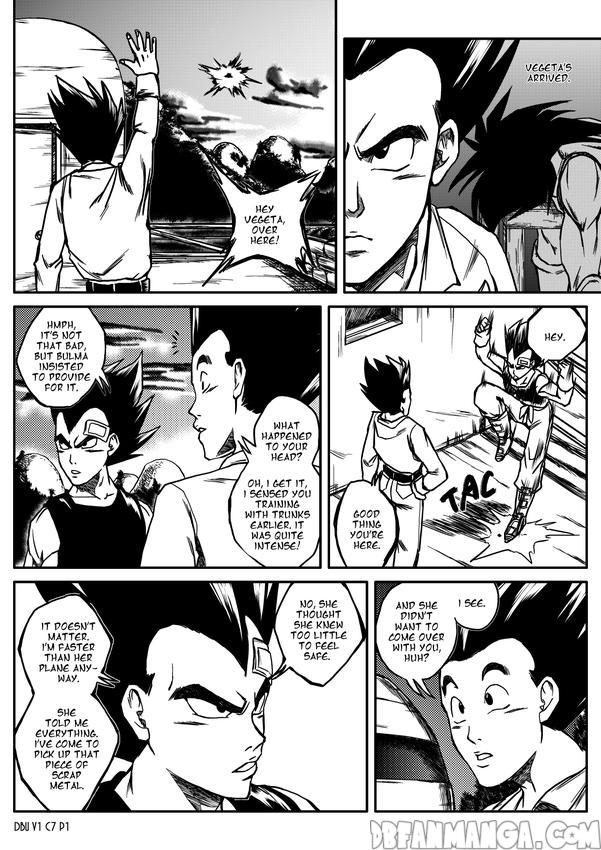 VEGETA'S
ARRIVED.
HEY
VEGETA,
OVER
HERE!
HEY.
GOOD
THING
YOU'RE
HERE.
TAC
WHAT
HAPPENED
TO YOUR
HEAD?
OH, I GET IT,
I SENSED YOU
TRAINING
WITH TRUNKS
EARLIER. IT
WAS QUITE
INTENSE!
HMPH,
IT'S NOT
THAT BAD,
BUT BULMA
INSISTED
TO PROVIDE
FOR IT.
I SEE.
AND SHE
DIDN'T
WANT TO
COME OVER
WITH YOU,
HUH?
NO, SHE
THOUGHT
SHE KNEW
TOO LITTLE
TO FEEL
SAFE.
IT DOESN'T
MATTER.
I'M FASTER
THAN HER
PLANE ANY-
WAY.
SHE
TOLD ME
EVERYTHING.
I'VE COME
TO PICK UP
THAT
PIECE OF
SCRAP
METAL.
DBU V1 C7 P1
DBFANMANGA.COM